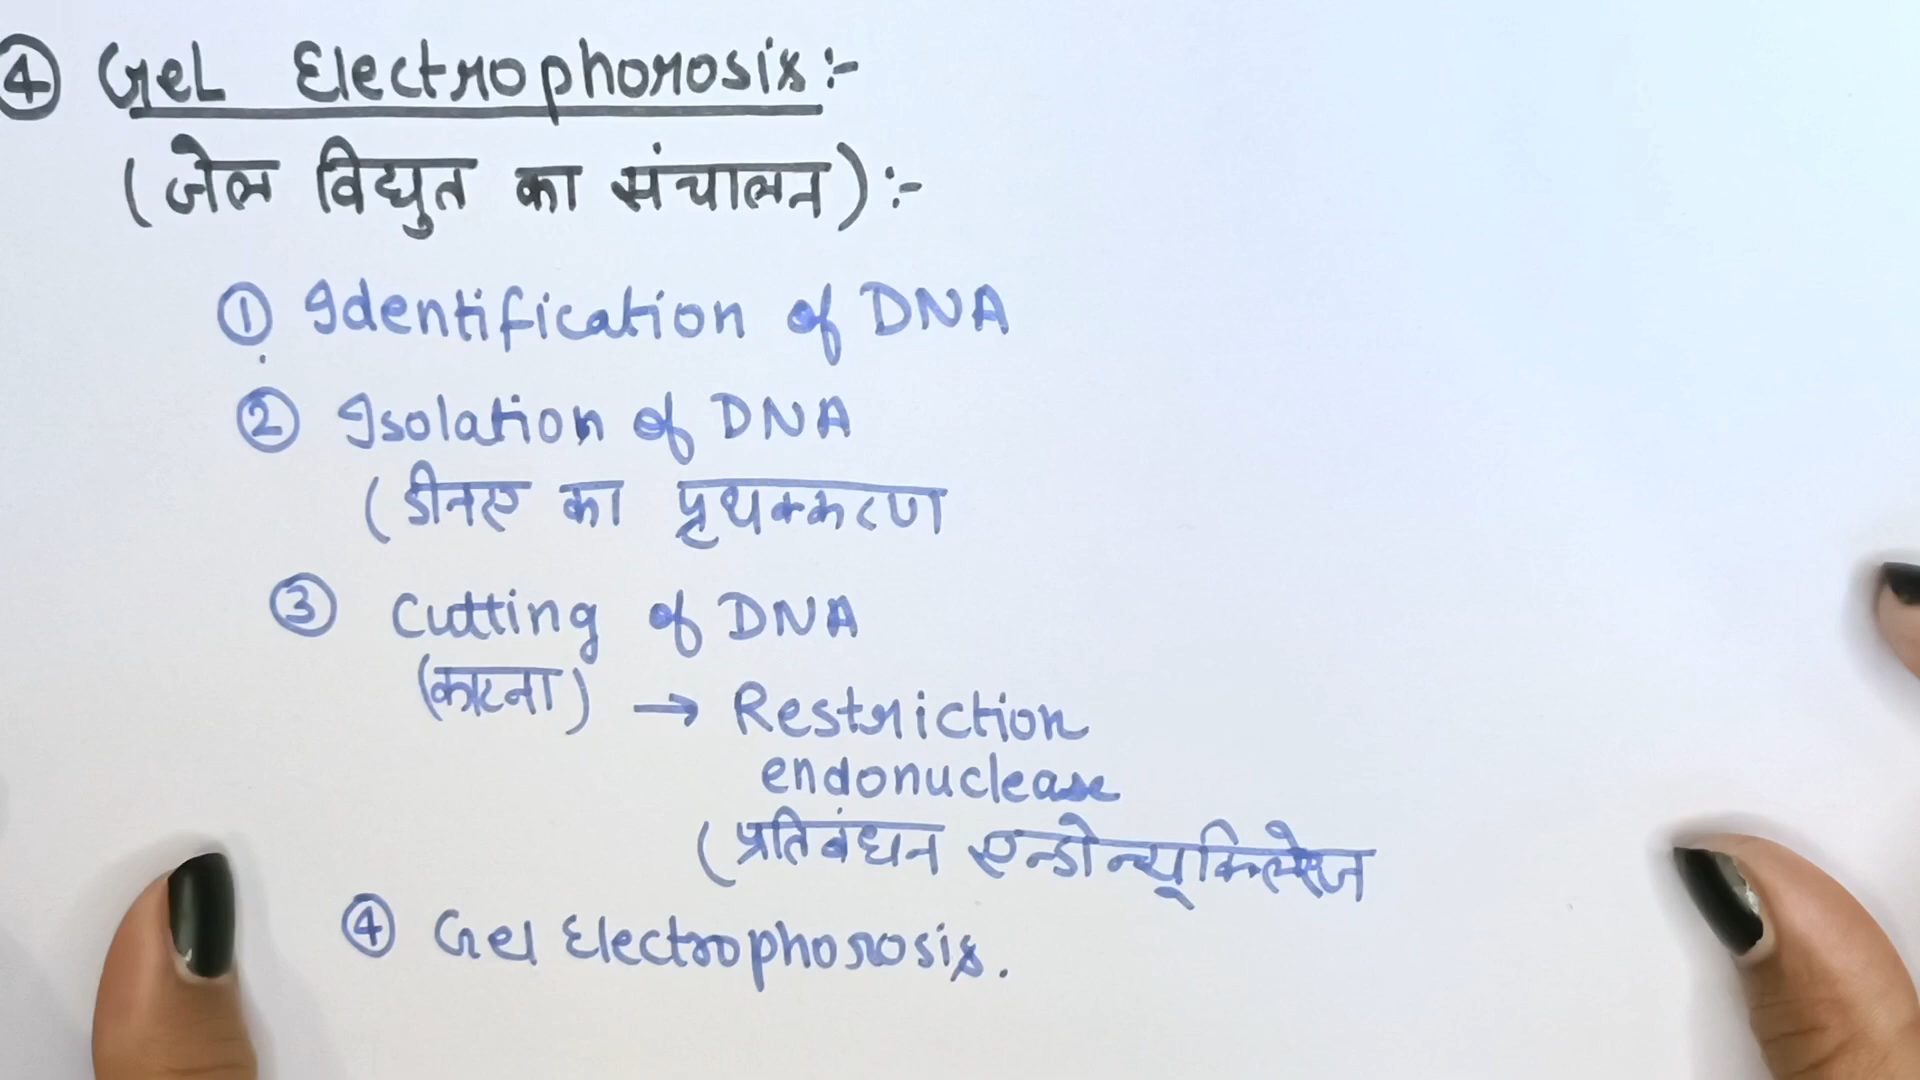 ④ Gel Electrophorosis:-
(जेल विद्युत का संचालन):-
① Identification of DNA
② Isolation of DNA
(डीनए का पृथक्करण
③ Cutting of DNA
(काटना) → Restriction
endonuclease
(प्रतिबंधन एन्डोन्यूक्लिेएज
④ Gel Electrophorosis.